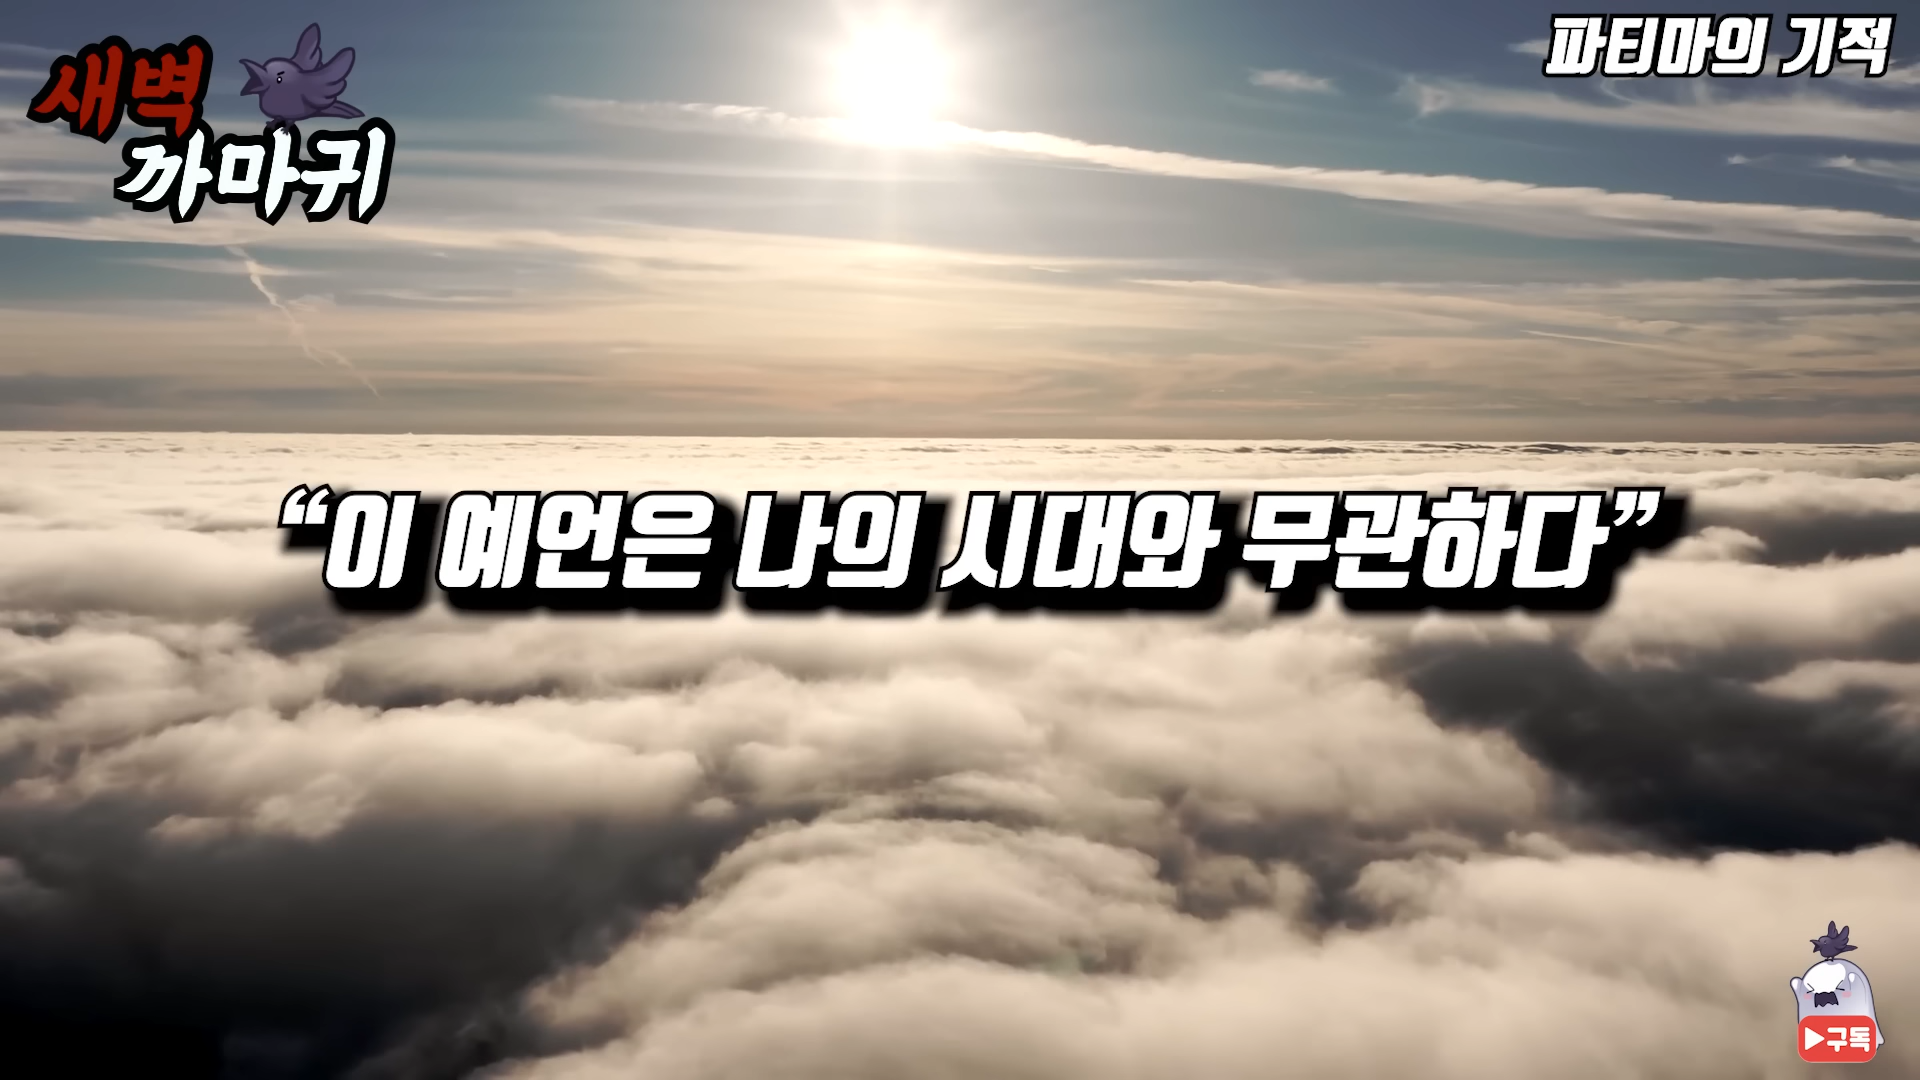 새벽
까마귀
파티마의 기적
“이 예언은 나의 시대와 무관하다”
구독